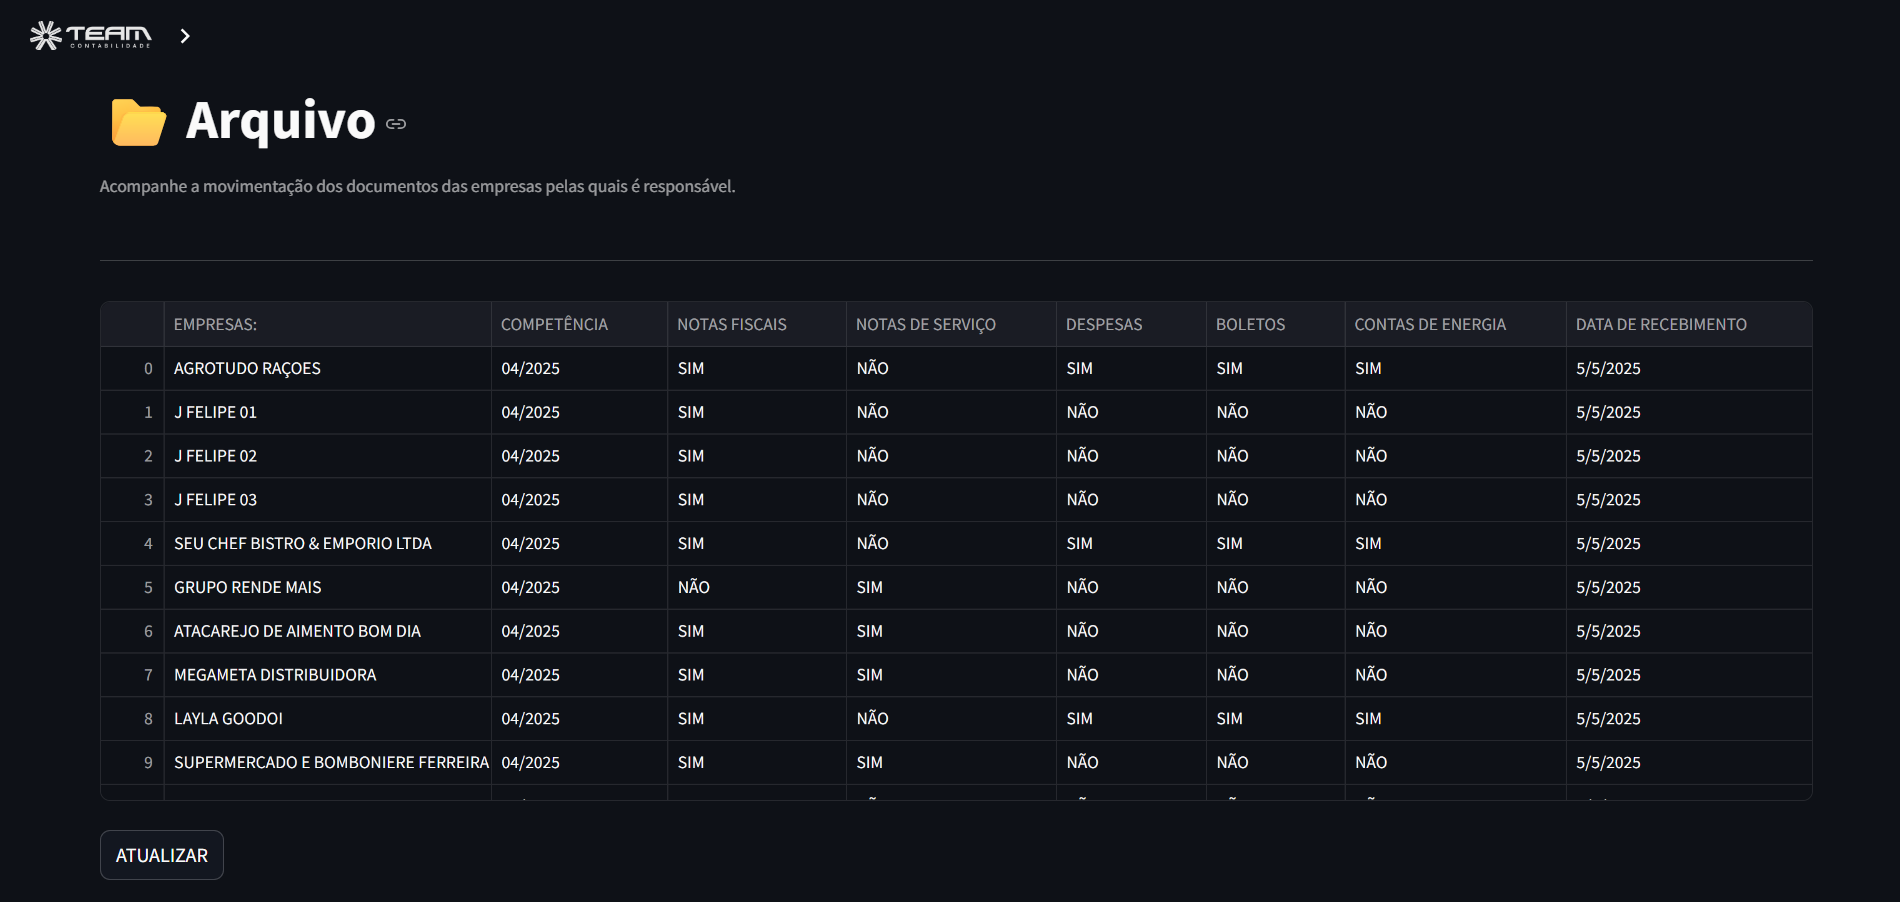 TEAM
CONTABILIDADE
Arquivo
Acompanhe a movimentação dos documentos das empresas pelas quais é responsável.
EMPRESAS: COMPETÊNCIA NOTAS FISCAIS NOTAS DE SERVIÇO DESPESAS BOLETOS CONTAS DE ENERGIA DATA DE RECEBIMENTO
0 AGROTUDO RAÇOES 04/2025 SIM NÃO SIM SIM SIM 5/5/2025
1 J FELIPE 01 04/2025 SIM NÃO NÃO NÃO NÃO 5/5/2025
2 J FELIPE 02 04/2025 SIM NÃO NÃO NÃO NÃO 5/5/2025
3 J FELIPE 03 04/2025 SIM NÃO NÃO NÃO NÃO 5/5/2025
4 SEU CHEF BISTRO & EMPORIO LTDA 04/2025 SIM NÃO SIM SIM SIM 5/5/2025
5 GRUPO RENDE MAIS 04/2025 NÃO SIM NÃO NÃO NÃO 5/5/2025
6 ATACAREJO DE AIMENTO BOM DIA 04/2025 SIM SIM NÃO NÃO NÃO 5/5/2025
7 MEGAMETA DISTRIBUIDORA 04/2025 SIM SIM NÃO NÃO NÃO 5/5/2025
8 LAYLA GOODOI 04/2025 SIM NÃO SIM SIM SIM 5/5/2025
9 SUPERMERCADO E BOMBONIERE FERREIRA 04/2025 SIM SIM NÃO NÃO NÃO 5/5/2025
ATUALIZAR